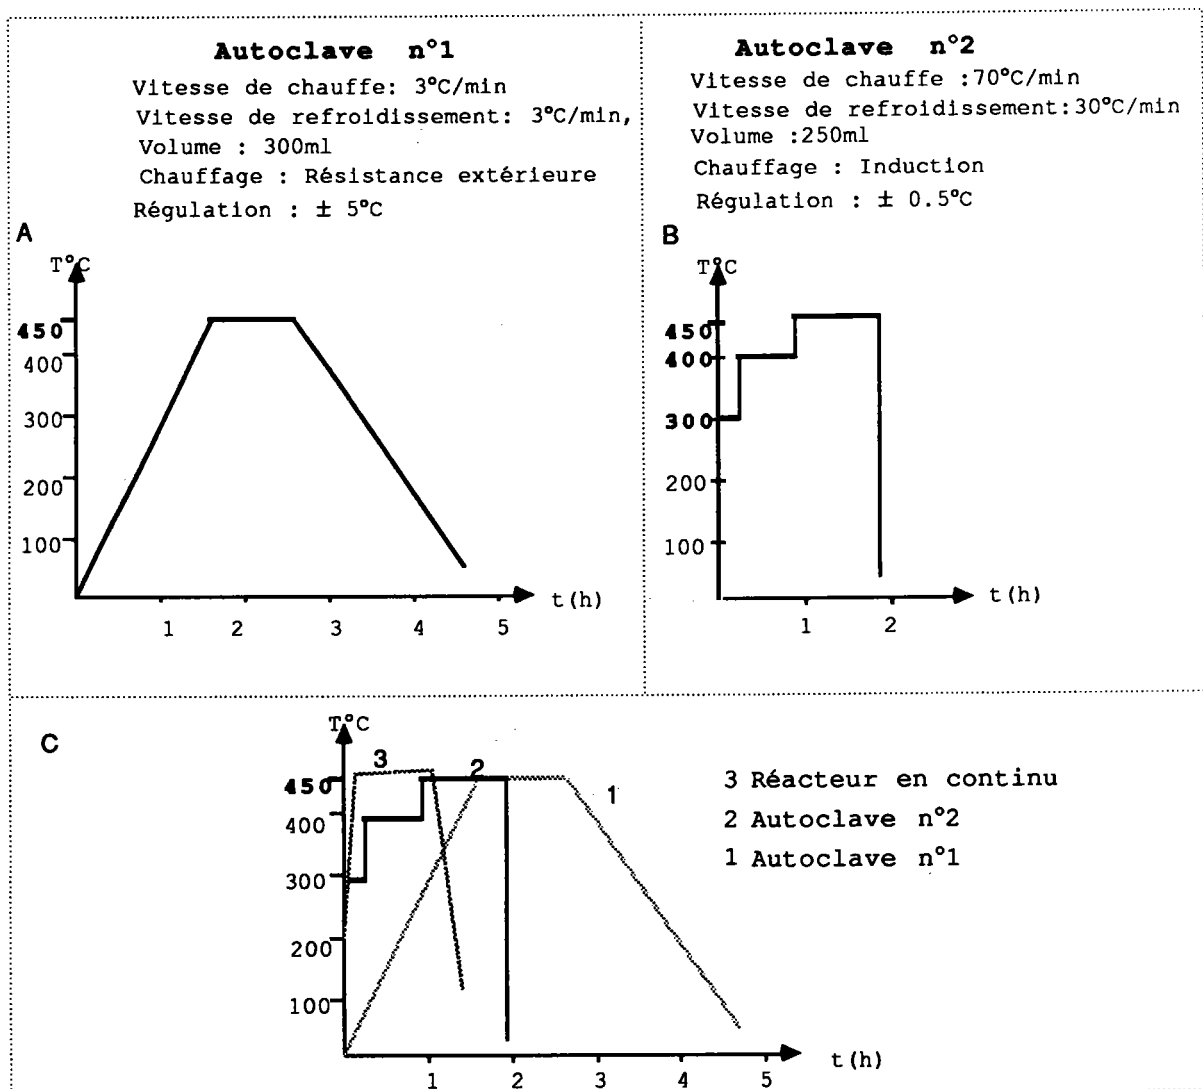 Autoclave n°1
Vitesse de chauffe: 3°C/min
Vitesse de refroidissement: 3°C/min,
Volume : 300ml
Chauffage : Résistance extérieure
Régulation : ± 5°C
A
T°C
450
400
300
200
100
1 2 3 4 5
t(h)
Autoclave n°2
Vitesse de chauffe :70°C/min
Vitesse de refroidissement:30°C/min
Volume :250ml
Chauffage : Induction
Régulation : ± 0.5°C
B
T°C
450
400
300
200
100
1 2
t(h)
C
T°C
450
400
300
200
100
3
2
1
1 2 3 4 5
t(h)
3 Réacteur en continu
2 Autoclave n°2
1 Autoclave n°1